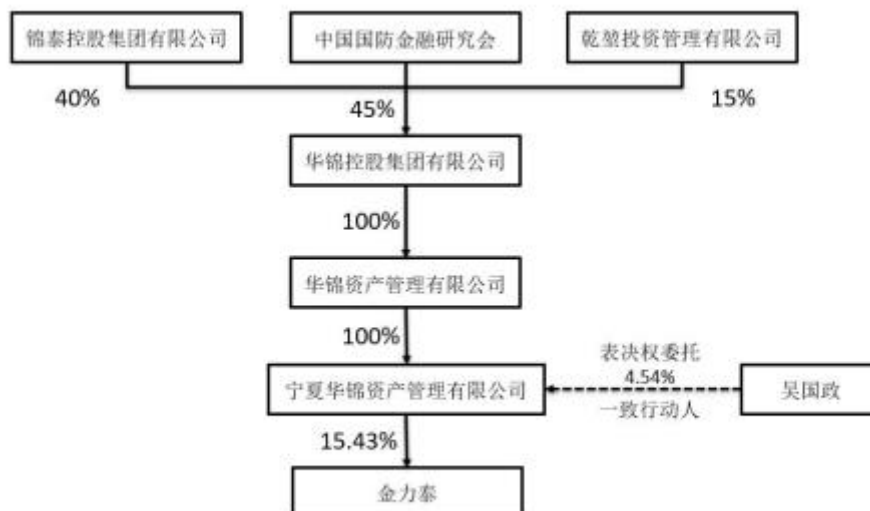 锦泰控股集团有限公司
中国国防金融研究会
乾堃投资管理有限公司
40%
45%
15%
华锦控股集团有限公司
100%
华锦资产管理有限公司
100%
表决权委托
4.54%
宁夏华锦资产管理有限公司
吴国政
一致行动人
15.43%
金力泰